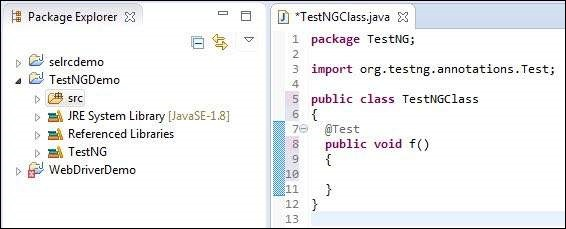 Package Explorer
selrcdemo
TestNGDemo
src
JRE System Library [JavaSE-1.8]
Referenced Libraries
TestNG
WebDriverDemo
*TestNGClass.java
1 package TestNG;
2
3 import org.testng.annotations.Test;
4
5 public class TestNGClass
6 {
7 @Test
8 public void f()
9 {
10
11 }
12 }
13